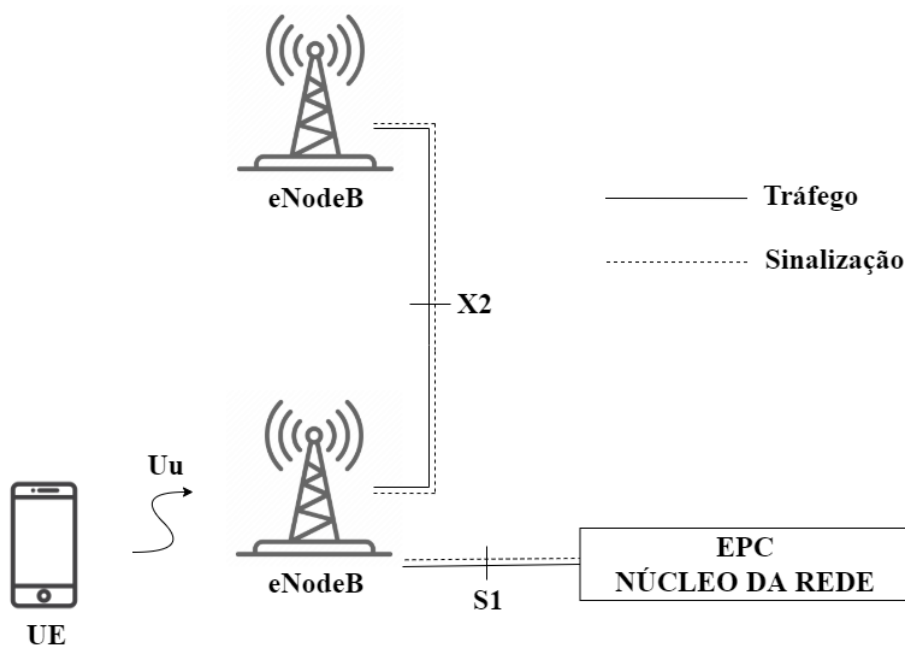 eNodeB
Tráfego
Sinalização
X2
Uu
eNodeB
EPC
NÚCLEO DA REDE
S1
UE